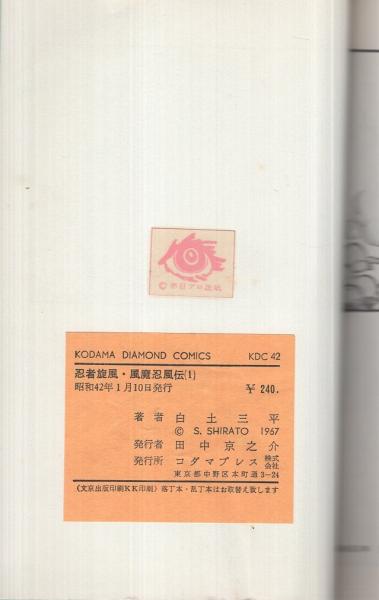 ©赤目プロ検印
KODAMA DIAMOND COMICS KDC 42
忍者旋風・風魔忍風伝(1)
昭和42年1月10日発行 ¥ 240.
著者 白土三平
© S. SHIRATO 1967
発行者 田中京之介
発行所 コダマプレス株式会社
東京都中野区本町通3−24
《文京出版印刷KK印刷》落丁本・乱丁本はお取替え致します